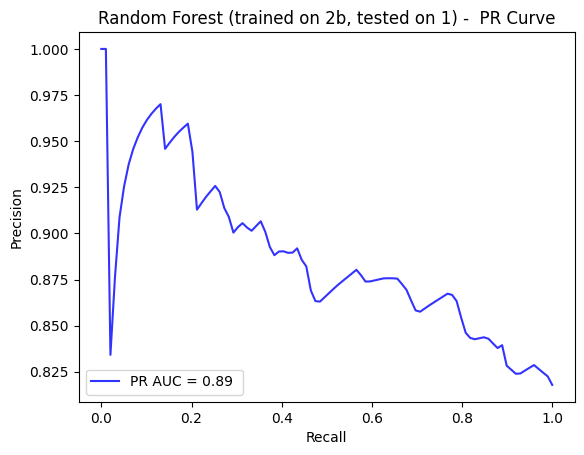 Random Forest (trained on 2b, tested on 1) -  PR Curve
Precision
1.000
0.975
0.950
0.925
0.900
0.875
0.850
0.825
PR AUC = 0.89
0.0 0.2 0.4 0.6 0.8 1.0
Recall